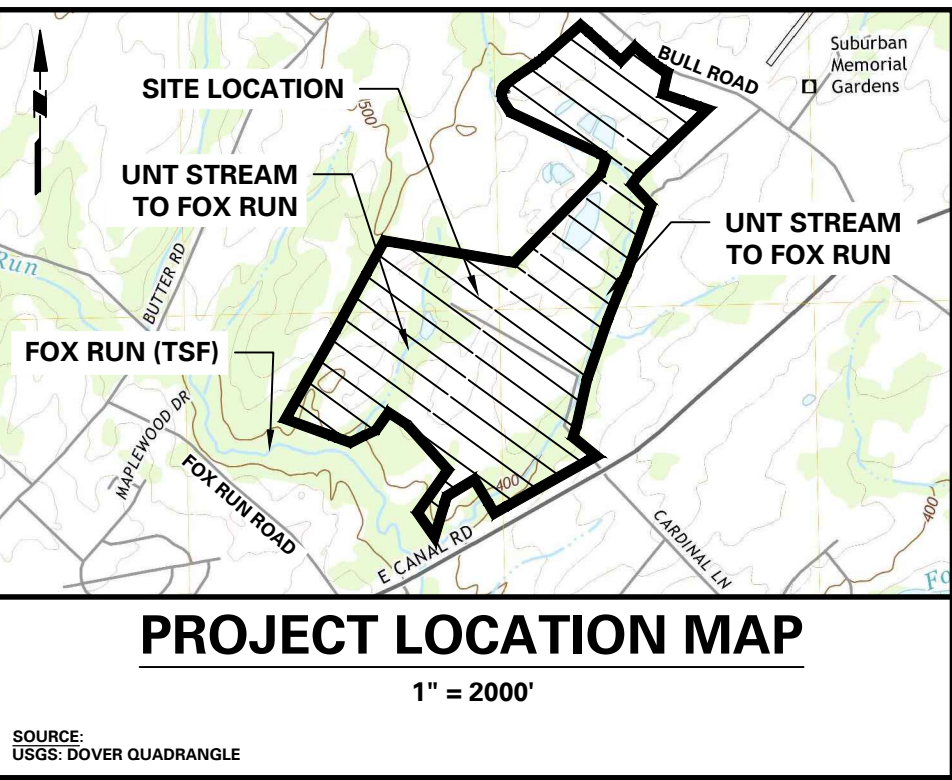 BULL ROAD
Suburban
Memorial
Gardens
SITE LOCATION
500
UNT STREAM
TO FOX RUN
UNT STREAM
TO FOX RUN
Run
BUTTER RD
FOX RUN (TSF)
MAPLEWOOD DR
FOX RUN ROAD
400
E CANAL RD
CARDINAL LN
400
Fo
PROJECT LOCATION MAP
1" = 2000'
SOURCE:
USGS: DOVER QUADRANGLE